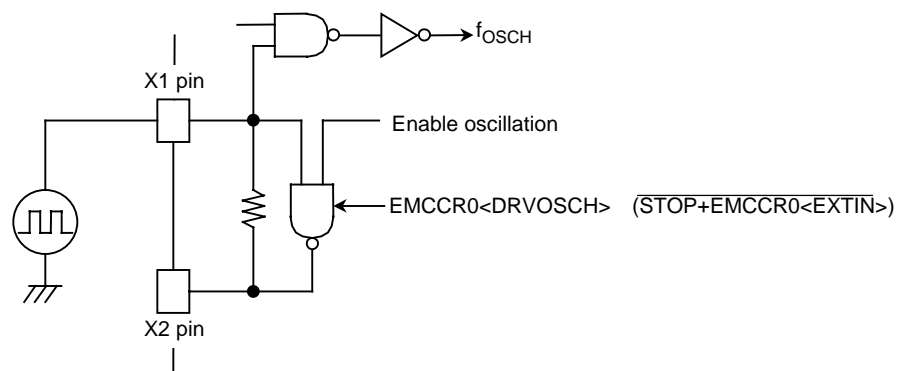 fOSCH
X1 pin
Enable oscillation
EMCCR0<DRVOSCH> (STOP+EMCCR0<EXTIN>)
X2 pin